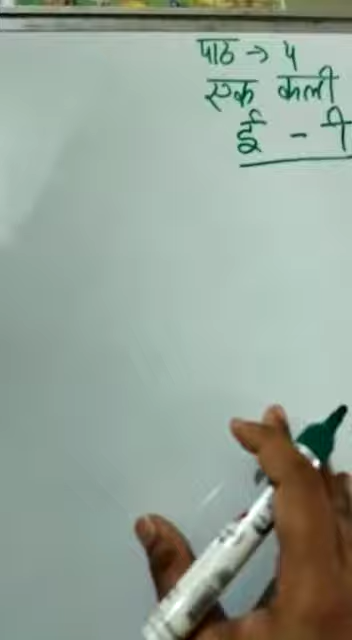 पाठ → ५
एक कली
ई - ी